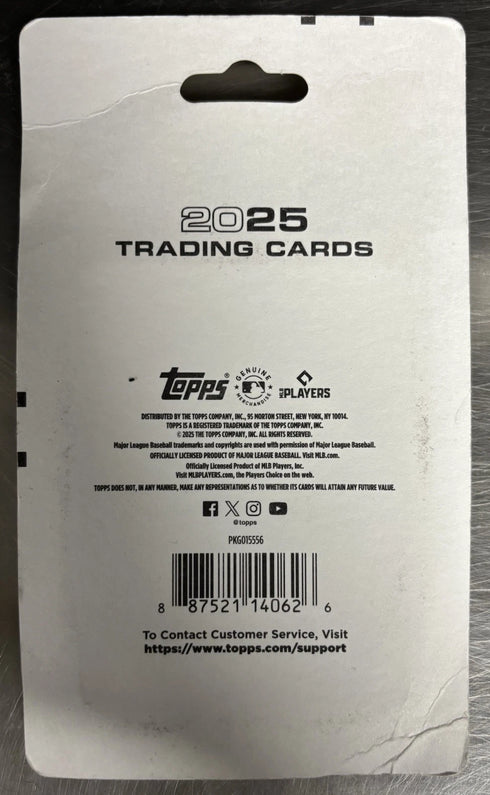 2025
TRADING CARDS
topps®
GENUINE
MERCHANDISE
MLB PLAYERS
DISTRIBUTED BY THE TOPPS COMPANY, INC., 95 MORTON STREET, NEW YORK, NY 10014.
TOPPS IS A REGISTERED TRADEMARK OF THE TOPPS COMPANY, INC.
© 2025 THE TOPPS COMPANY, INC. ALL RIGHTS RESERVED.
Major League Baseball trademarks and copyrights are used with permission of Major League Baseball.
OFFICIALLY LICENSED PRODUCT OF MAJOR LEAGUE BASEBALL. Visit MLB.com.
Officially Licensed Product of MLB Players, Inc.
Visit MLBPLAYERS.com, the Players Choice on the web.
TOPPS DOES NOT, IN ANY MANNER, MAKE ANY REPRESENTATIONS AS TO WHETHER ITS CARDS WILL ATTAIN ANY FUTURE VALUE.
@topps
PKG015556
8 87521 14062 6
To Contact Customer Service, Visit
https://www.topps.com/support